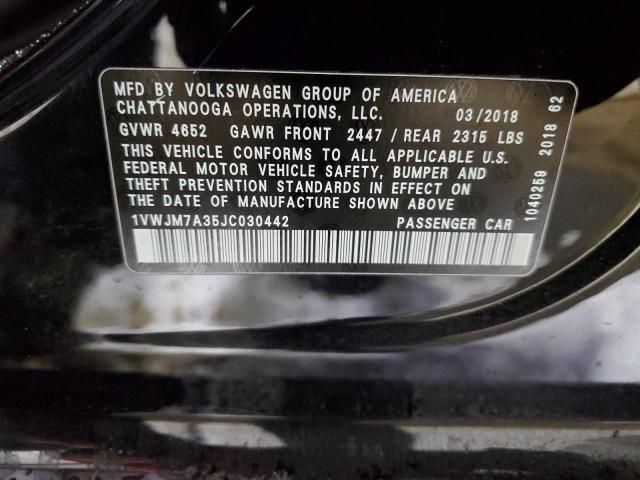 MFD BY VOLKSWAGEN GROUP OF AMERICA
CHATTANOOGA OPERATIONS, LLC. 03/2018
GVWR 4652 GAWR FRONT 2447 / REAR 2315 LBS
THIS VEHICLE CONFORMS TO ALL APPLICABLE U.S.
FEDERAL MOTOR VEHICLE SAFETY, BUMPER AND
THEFT PREVENTION STANDARDS IN EFFECT ON
THE DATE OF MANUFACTURE SHOWN ABOVE
1VWJM7A35JC030442 PASSENGER CAR
1040259 2018 62